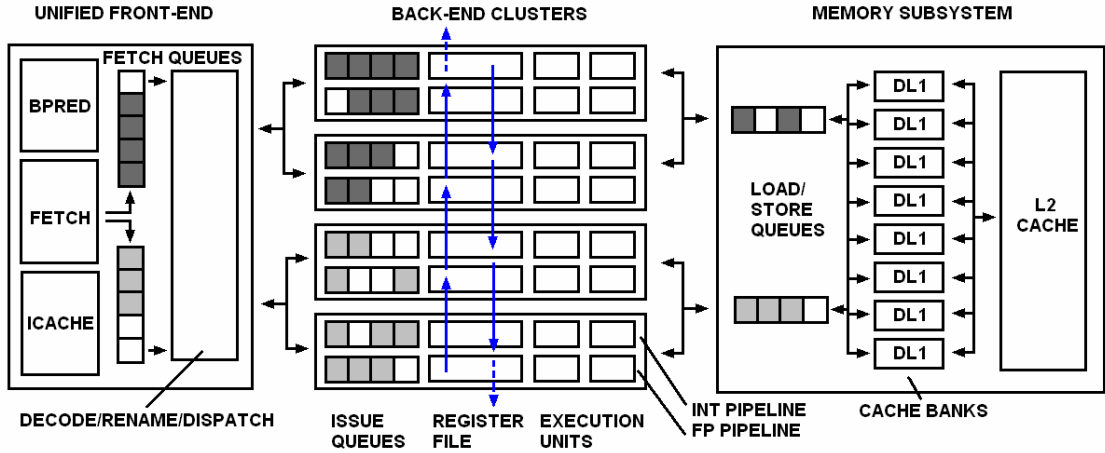 UNIFIED FRONT-END
BACK-END CLUSTERS
MEMORY SUBSYSTEM
FETCH QUEUES
BPRED
FETCH
ICACHE
DECODE/RENAME/DISPATCH
ISSUE
QUEUES
REGISTER
FILE
EXECUTION
UNITS
INT PIPELINE
FP PIPELINE
LOAD/
STORE
QUEUES
DL1
DL1
DL1
DL1
DL1
DL1
DL1
DL1
L2
CACHE
CACHE BANKS